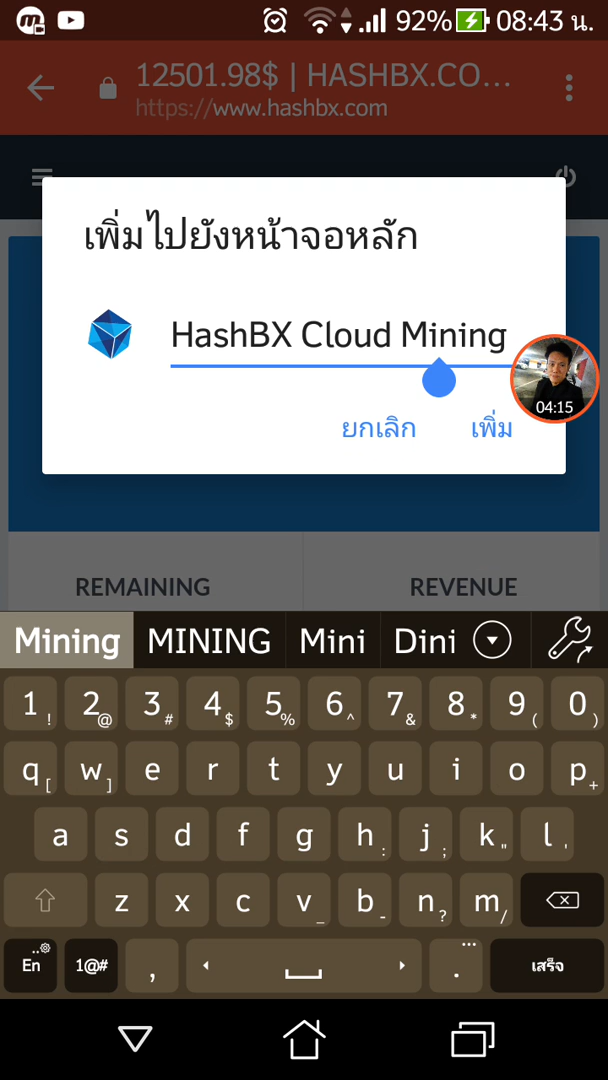 92% 08:43 น.
12501.98$ | HASHBX.CO...
https://www.hashbx.com
เพิ่มไปยังหน้าจอหลัก
HashBX Cloud Mining
04:15
ยกเลิก เพิ่ม
REMAINING REVENUE
Mining MINING Mini Dini
1 ! 2 @ 3 # 4 $ 5 % 6 ^ 7 & 8 * 9 ( 0 )
q [ w ] e r t y u i o p +
a s d f g h : j ; k " l '
z x c v _ b - n ? m /
En 1@# , . เสร็จ